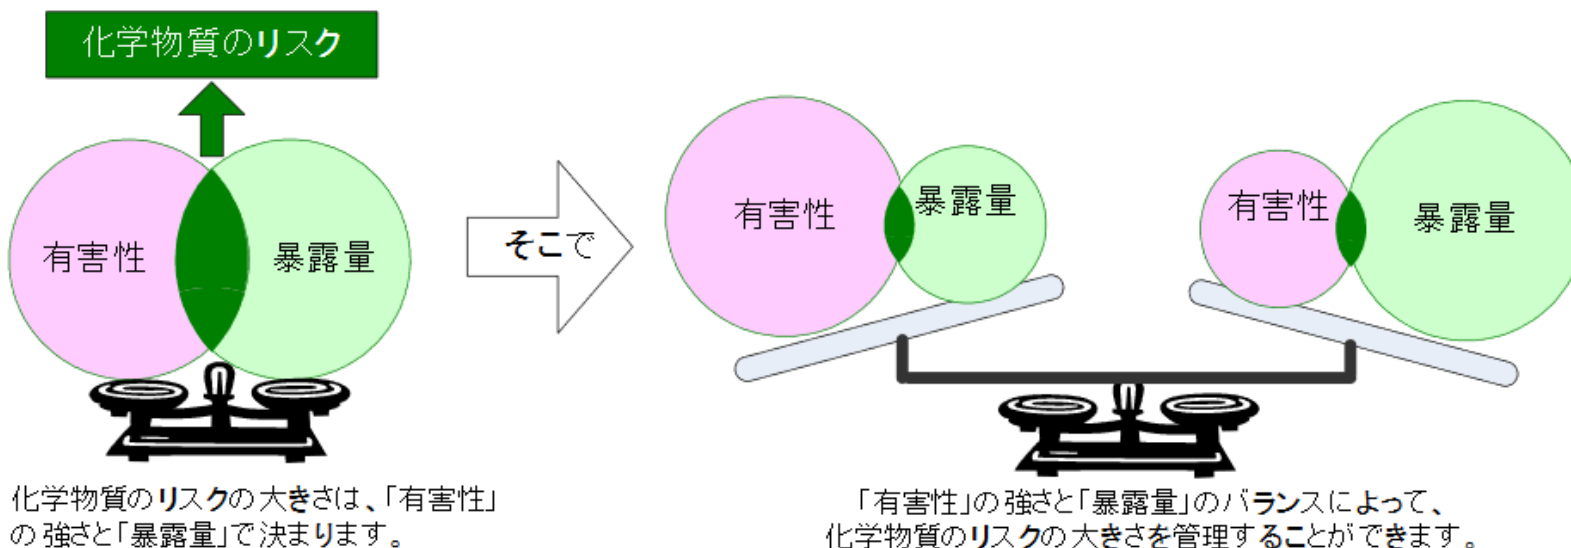 化学物質のリスク
有害性
暴露量
そこで
有害性
暴露量
有害性
暴露量
化学物質のリスクの大きさは、「有害性」
の強さと「暴露量」で決まります。
「有害性」の強さと「暴露量」のバランスによって、
化学物質のリスクの大きさを管理することができます。